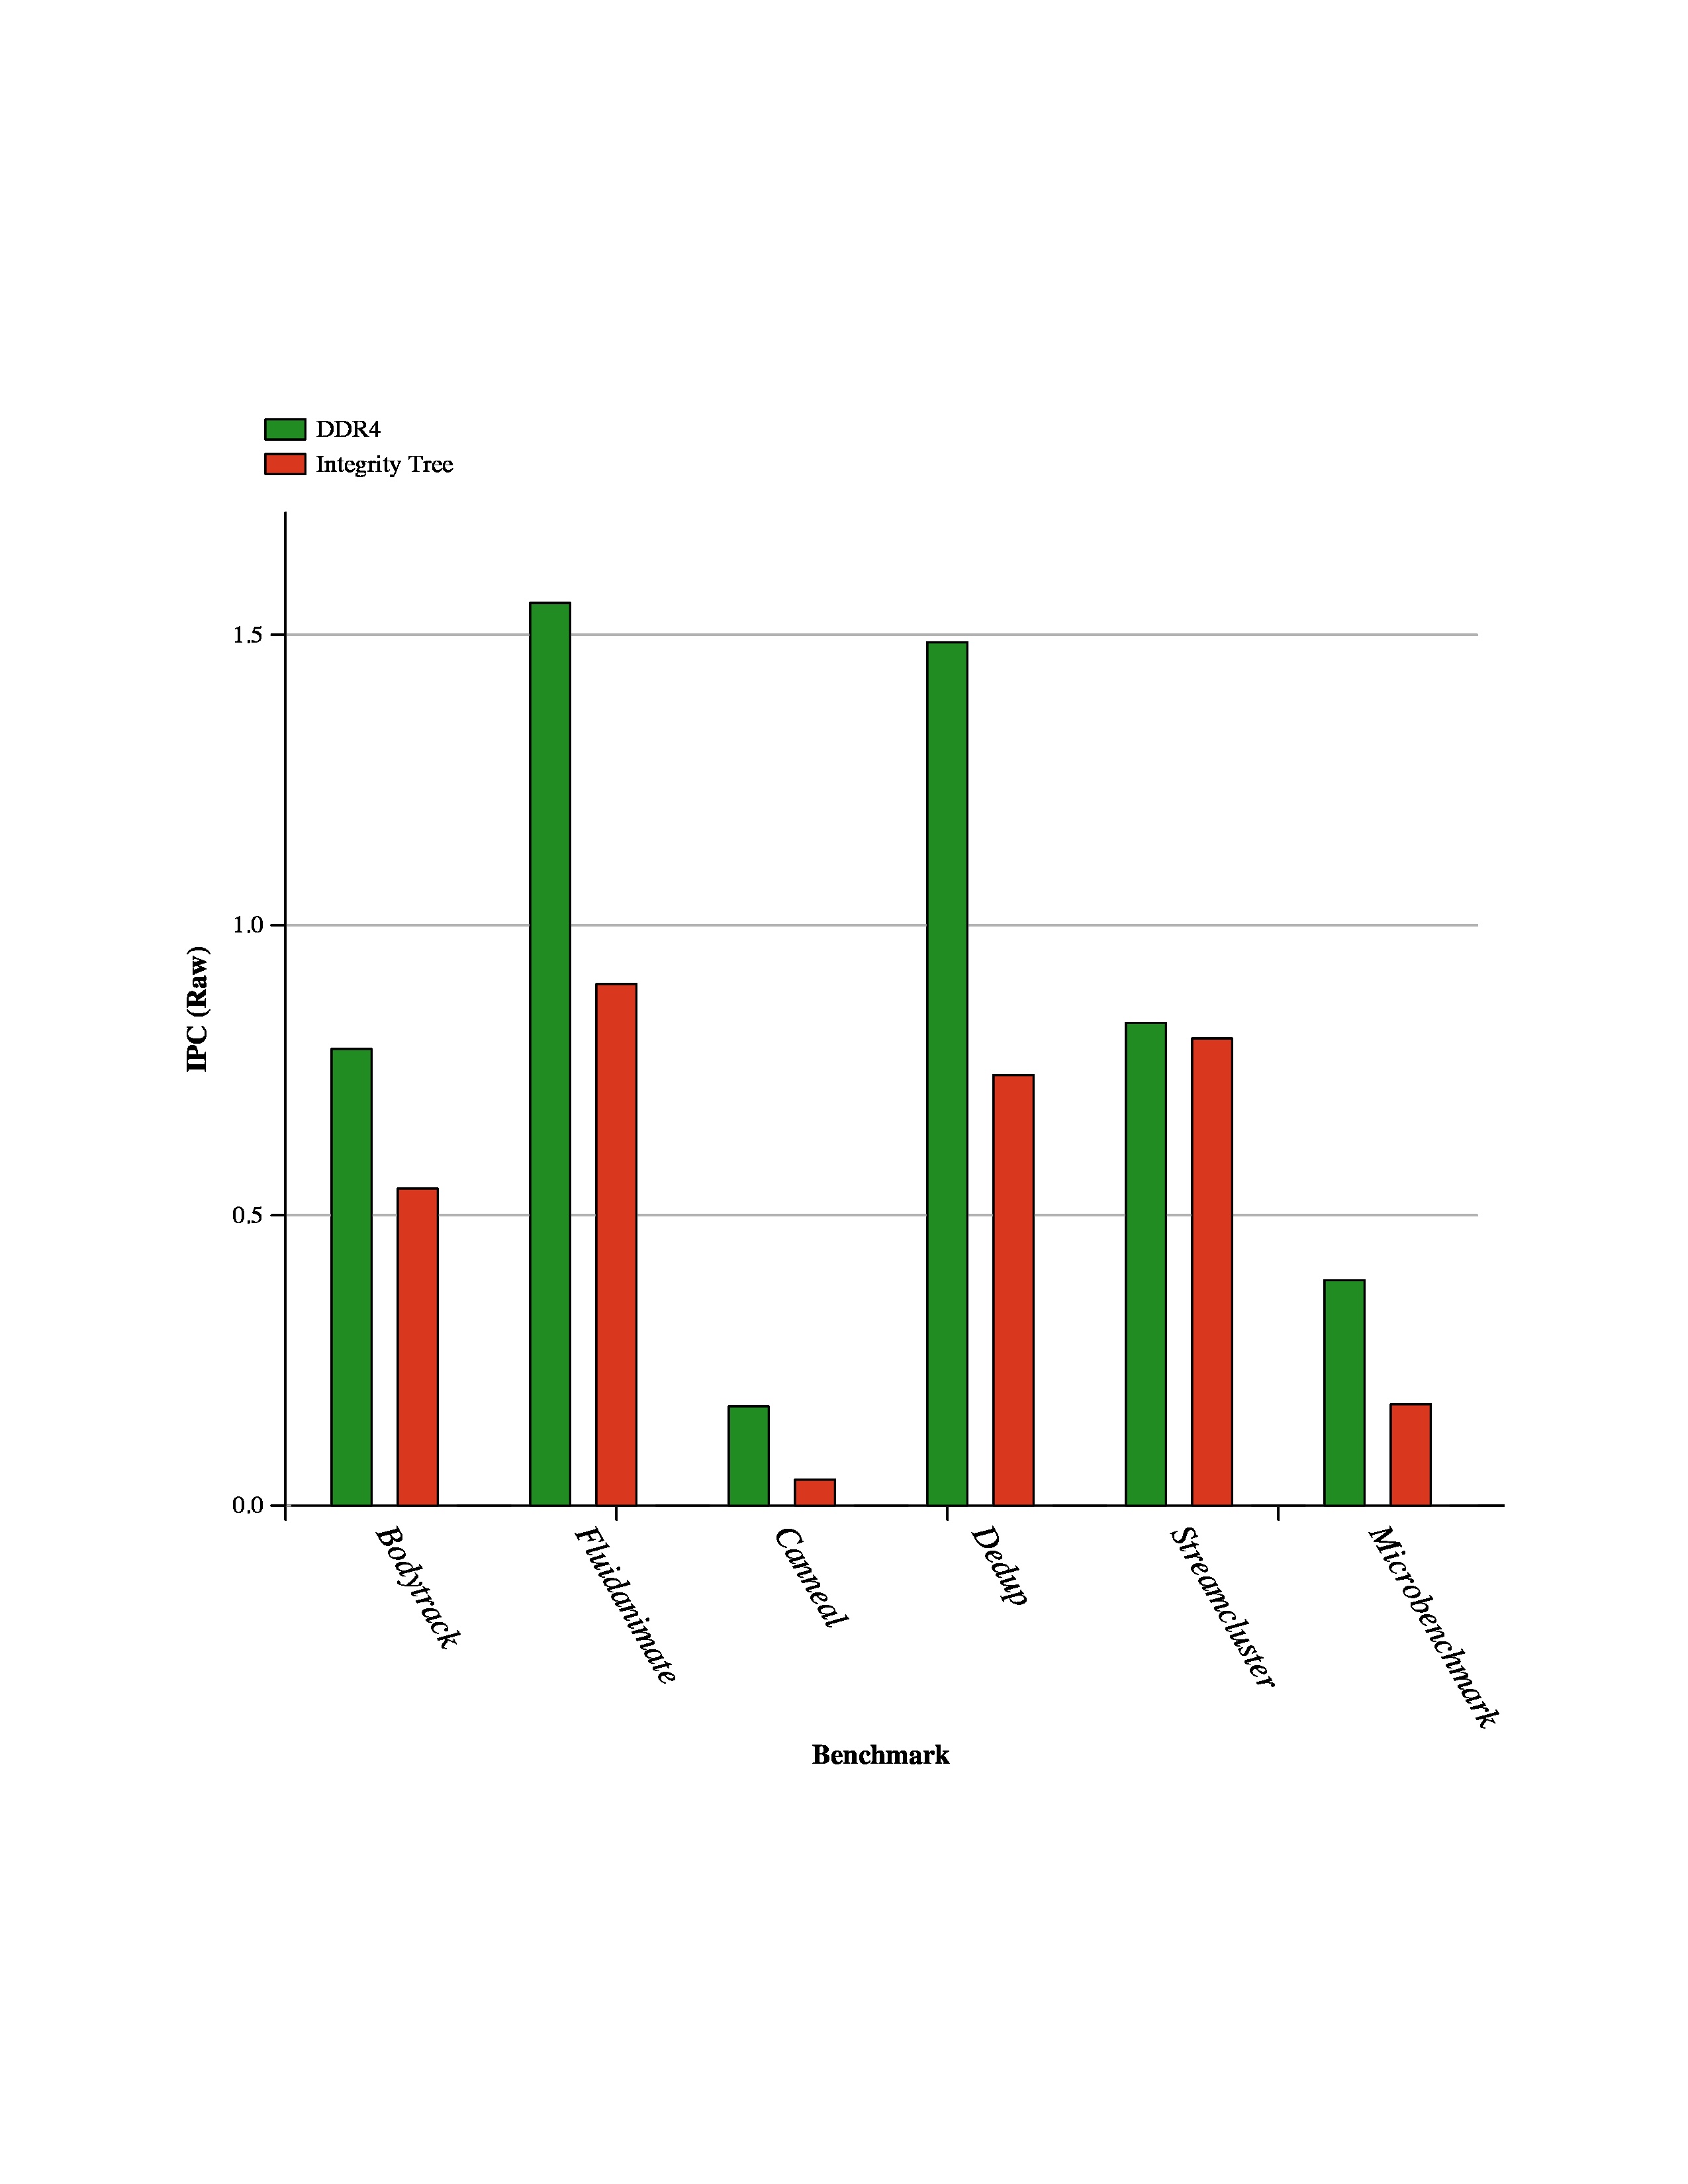 DDR4
Integrity Tree
1.5
1.0
0.5
0.0
IPC (Raw)
Bodytrack
Fluidanimate
Canneal
Dedup
Streamcluster
Microbenchmark
Benchmark